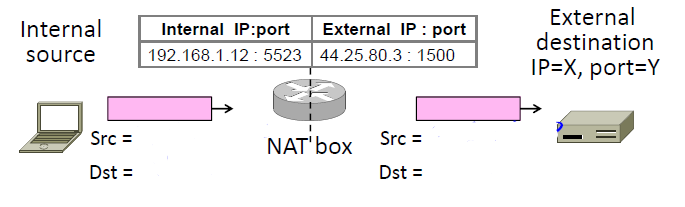 Internal
source
Internal IP:port External IP : port
192.168.1.12 : 5523 44.25.80.3 : 1500
External
destination
IP=X, port=Y
Src =
Dst =
NAT box
Src =
Dst =